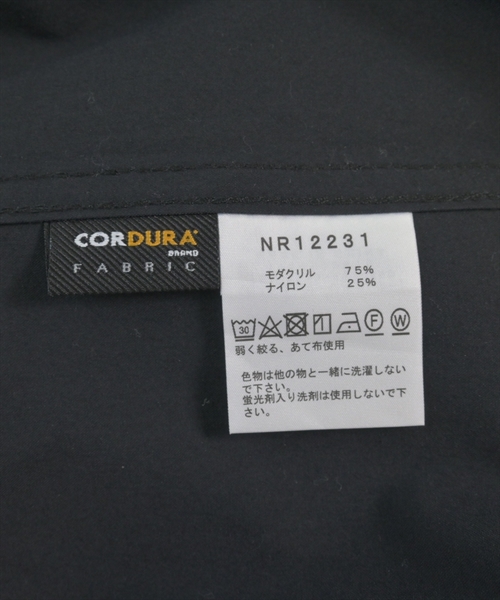 CORDURA®
BRAND
FABRIC
NR12231
モダクリル 75%
ナイロン 25%
30
F W
弱く絞る、あて布使用
色物は他の物と一緒に洗濯しない
で下さい。
蛍光剤入り洗剤は使用しないで下
さい。